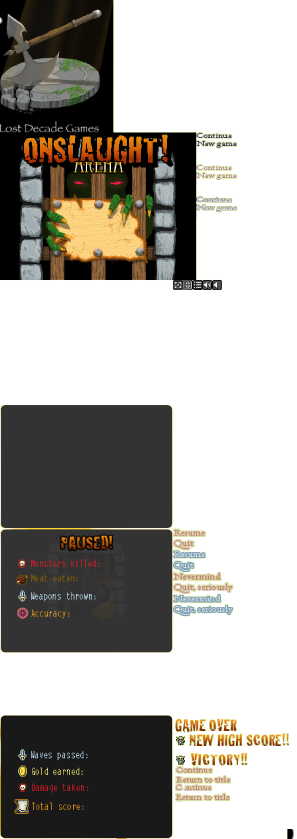 Lost Decade Games
ONSLAUGHT!
ARENA
Continue
New game
Continue
New game
Continue
New game
PAUSED!
Monsters killed:
Meat eaten:
Weapons thrown:
Accuracy:
Resume
Quit
Resume
Quit
Nevermind
Quit, seriously
Nevermind
Quit, seriously
Waves passed:
Gold earned:
Damage taken:
Total score:
GAME OVER
NEW HIGH SCORE!!
VICTORY!!
Continue
Return to title
Continue
Return to title